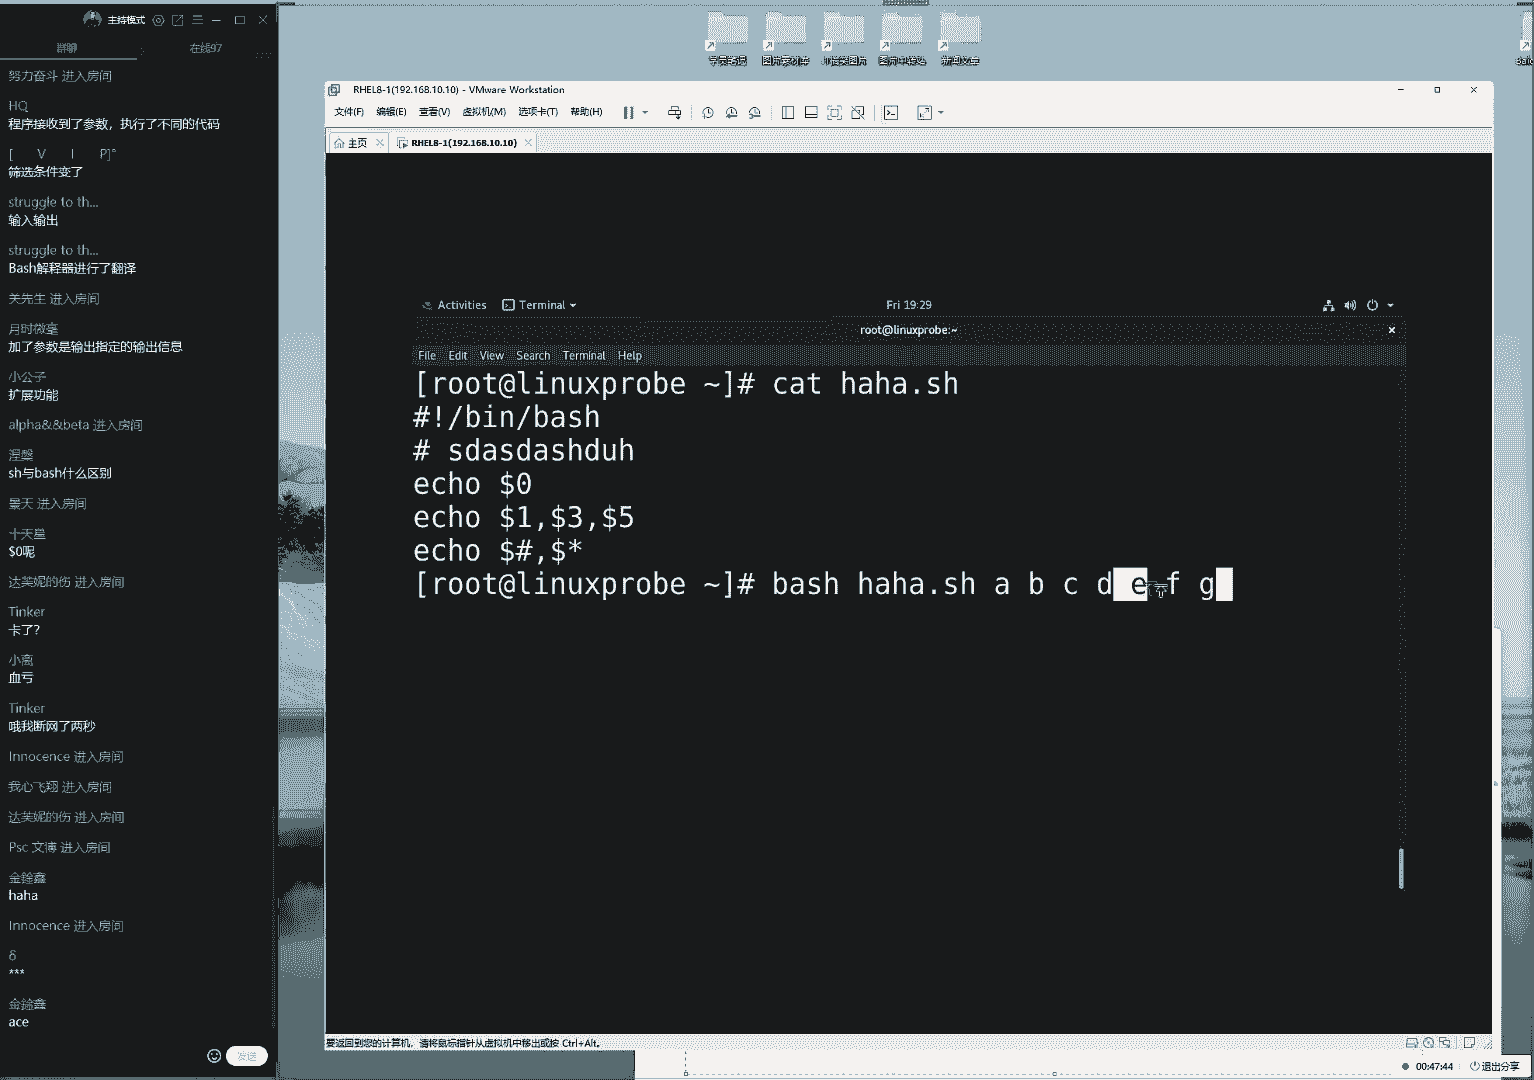 主持模式
群聊
在线97
努力奋斗 进入房间
HQ
程序接收到了参数，执行了不同的代码
[ V I P]°
筛选条件变了
struggle to th...
输入输出
struggle to th...
Bash解释器进行了翻译
关先生 进入房间
加了参数是输出指定的输出信息
小公子
扩展功能
alpha&&beta 进入房间
涅槃
sh与bash什么区别
景天 进入房间
$0呢
达芙妮的伤 进入房间
Tinker
卡了?
小离
血亏
Tinker
哦我断网了两秒
Innocence 进入房间
我心飞翔 进入房间
达芙妮的伤 进入房间
Psc 文博 进入房间
haha
Innocence 进入房间
δ
***
ace
发送
RHEL8-1(192.168.10.10) - VMware Workstation
文件(F) 编辑(E) 查看(V) 虚拟机(M) 选项卡(T) 帮助(H)
主页
RHEL8-1(192.168.10.10)
Activities Terminal Fri 19:29
root@linuxprobe:~
File Edit View Search Terminal Help
[root@linuxprobe ~]# cat haha.sh
#!/bin/bash
# sdasdashduh
echo $0
echo $1,$3,$5
echo $#,$*
[root@linuxprobe ~]# bash haha.sh a b c d e f g
要返回到您的计算机，请将鼠标指针从虚拟机中移出或按 Ctrl+Alt。
00:47:44
退出分享